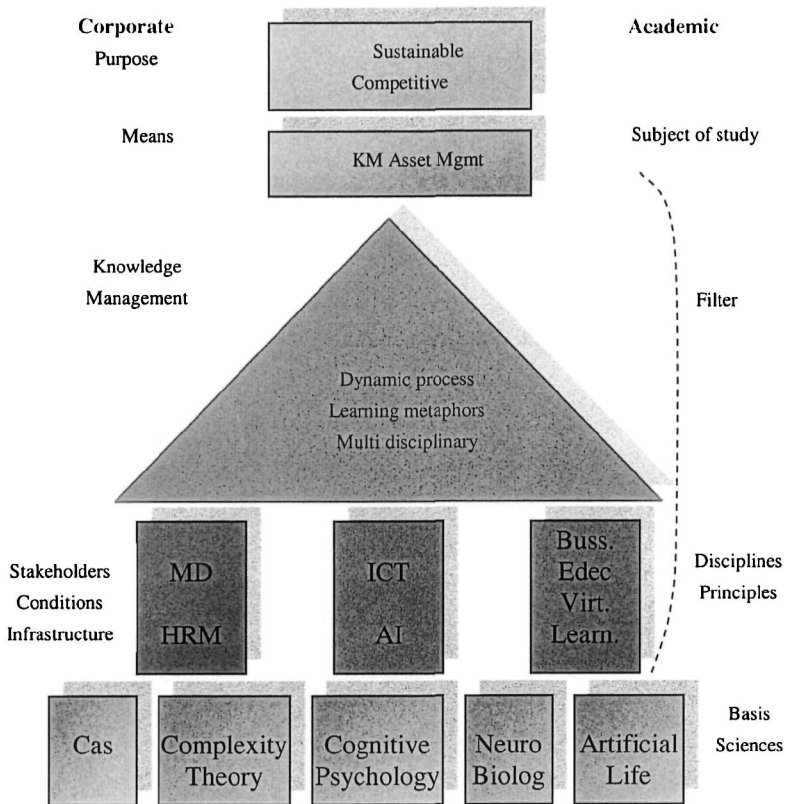 Corporate
Academic
Purpose
Sustainable
Competitive
Means
KM Asset Mgmt
Subject of study
Knowledge
Management
Filter
Dynamic process
Learning metaphors
Multi disciplinary
Stakeholders
Conditions
Infrastructure
MD
HRM
ICT
AI
Buss.
Edec
Virt.
Learn.
Disciplines
Principles
Cas
Complexity
Theory
Cognitive
Psychology
Neuro
Biolog
Artificial
Life
Basis
Sciences